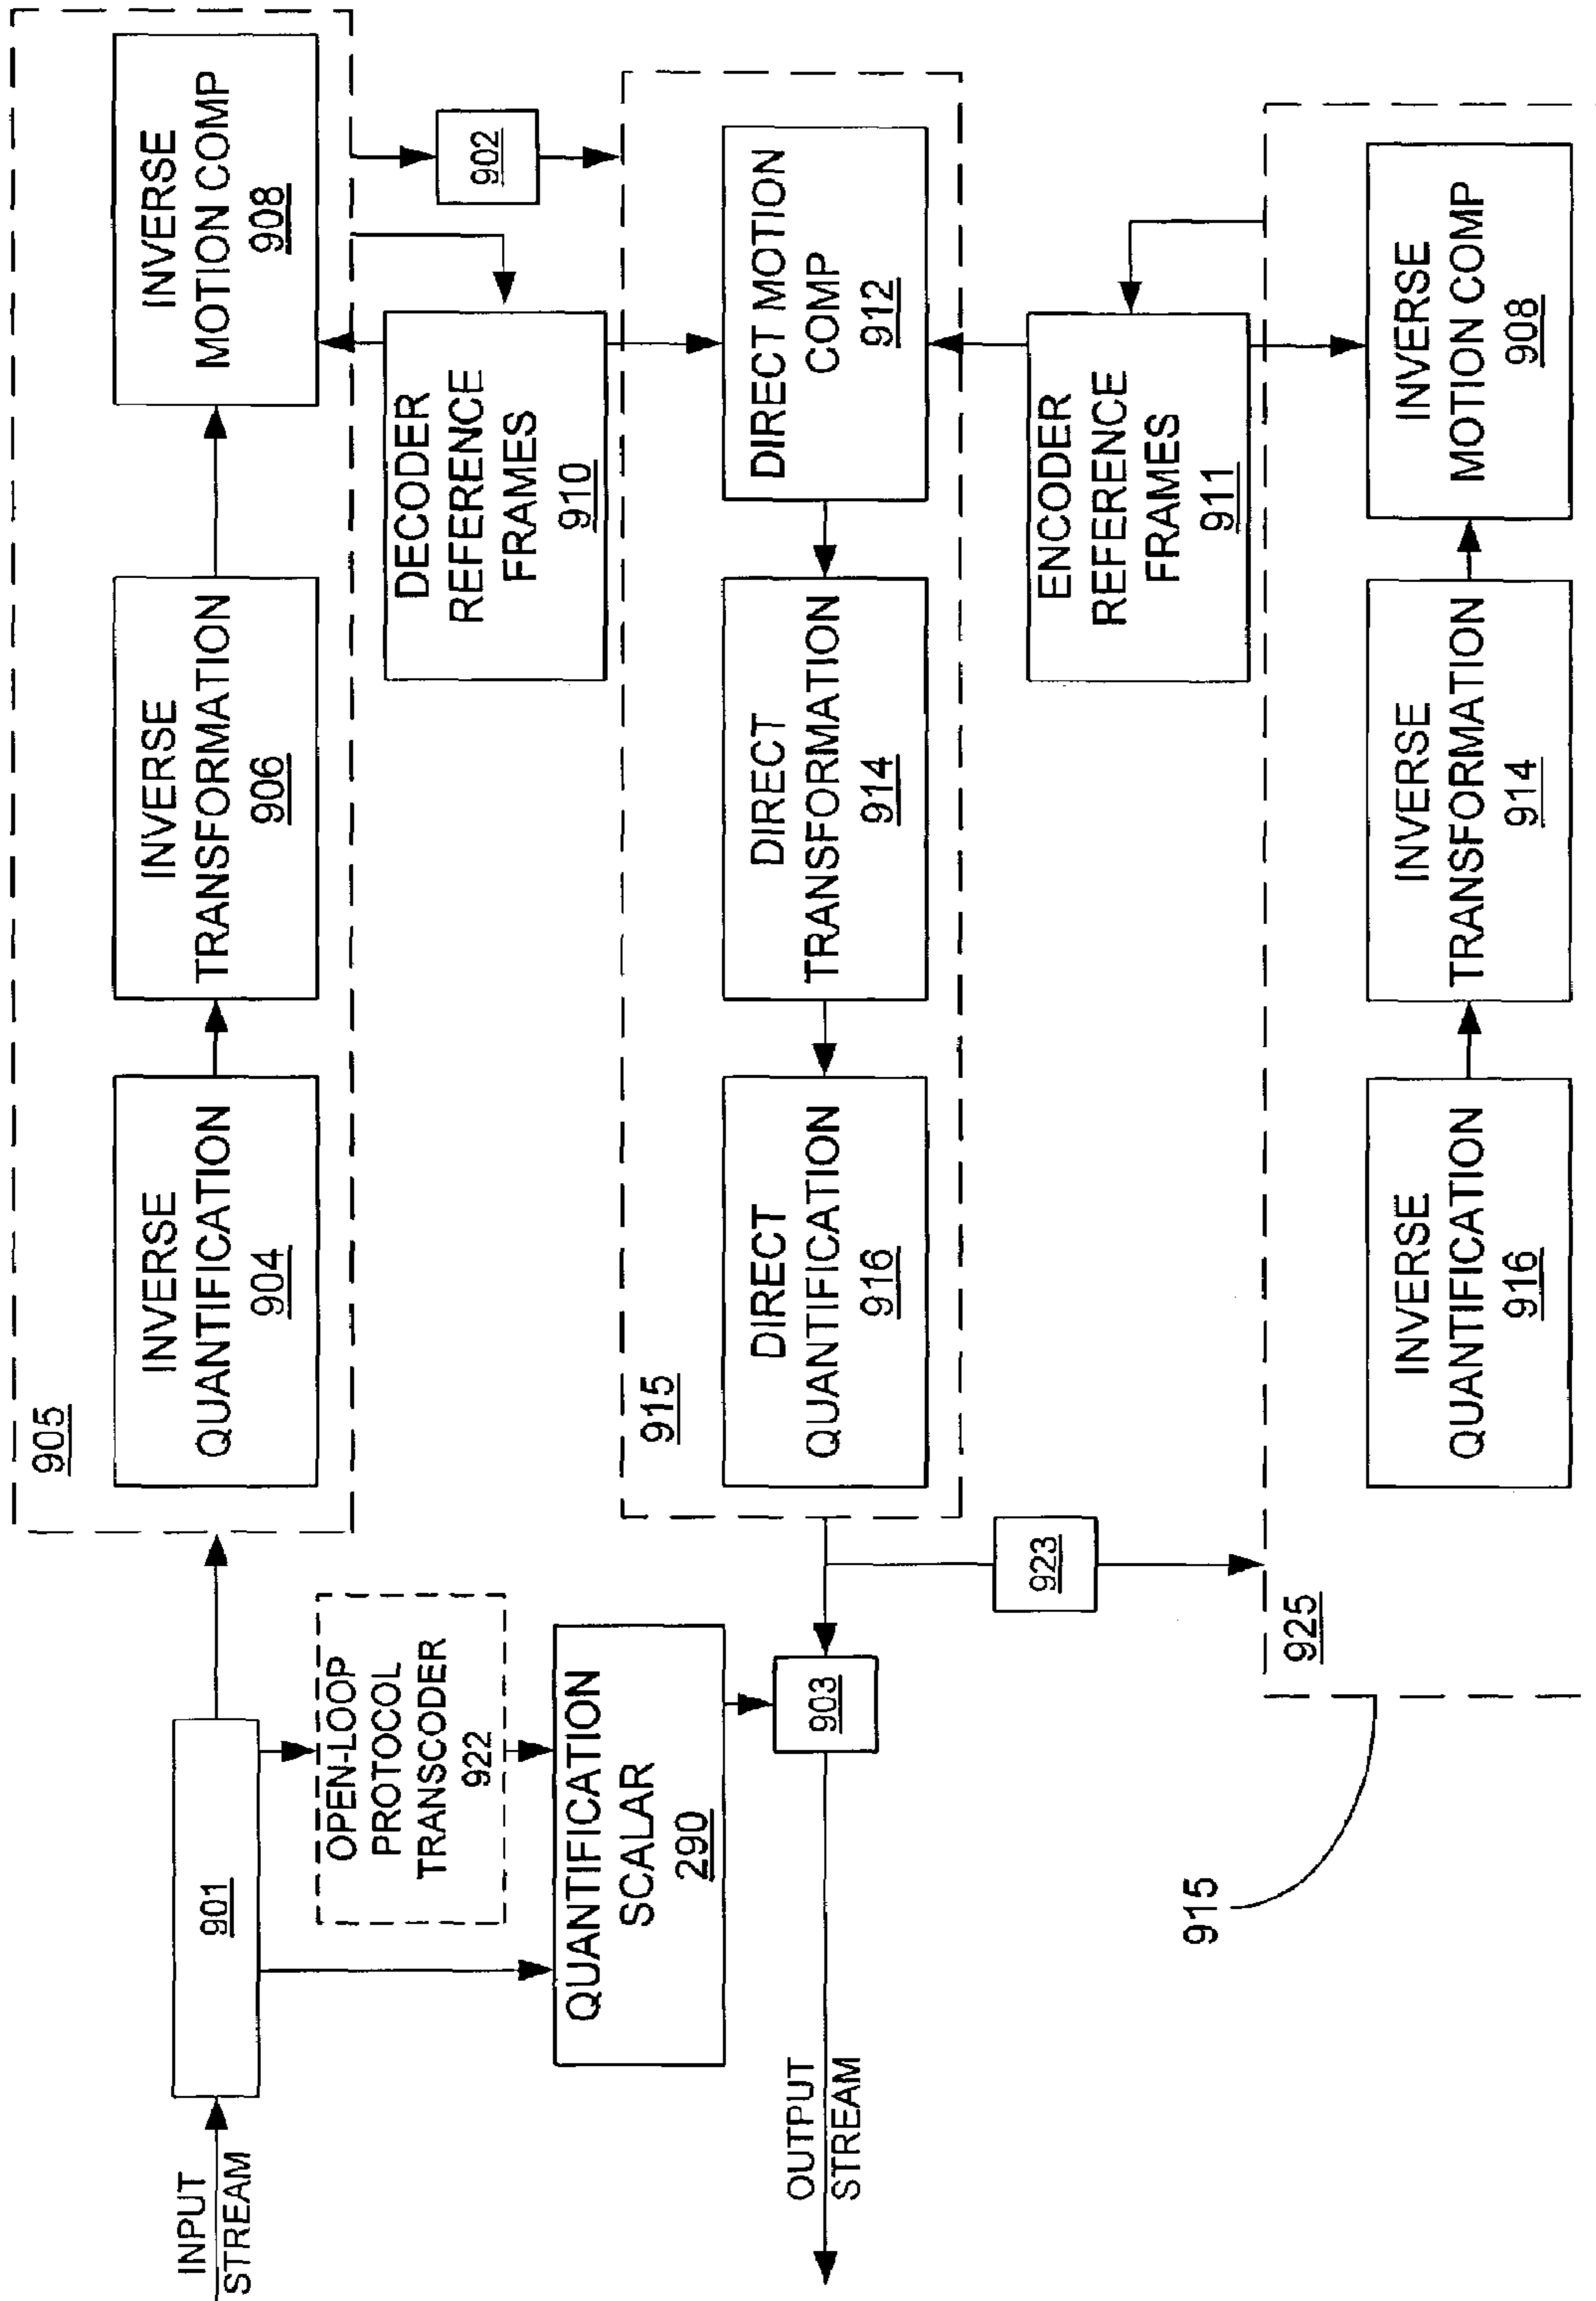 905
INVERSE
QUANTIFICATION
904
INVERSE
TRANSFORMATION
906
INVERSE
MOTION COMP
908
INPUT
STREAM
901
OPEN-LOOP
PROTOCOL
TRANSCODER
922
DECODER
REFERENCE
FRAMES
910
902
QUANTIFICATION
SCALAR
290
915
DIRECT
QUANTIFICATION
916
DIRECT
TRANSFORMATION
914
DIRECT MOTION
COMP
912
OUTPUT
STREAM
903
923
ENCODER
REFERENCE
FRAMES
911
915
925
INVERSE
QUANTIFICATION
916
INVERSE
TRANSFORMATION
914
INVERSE
MOTION COMP
908